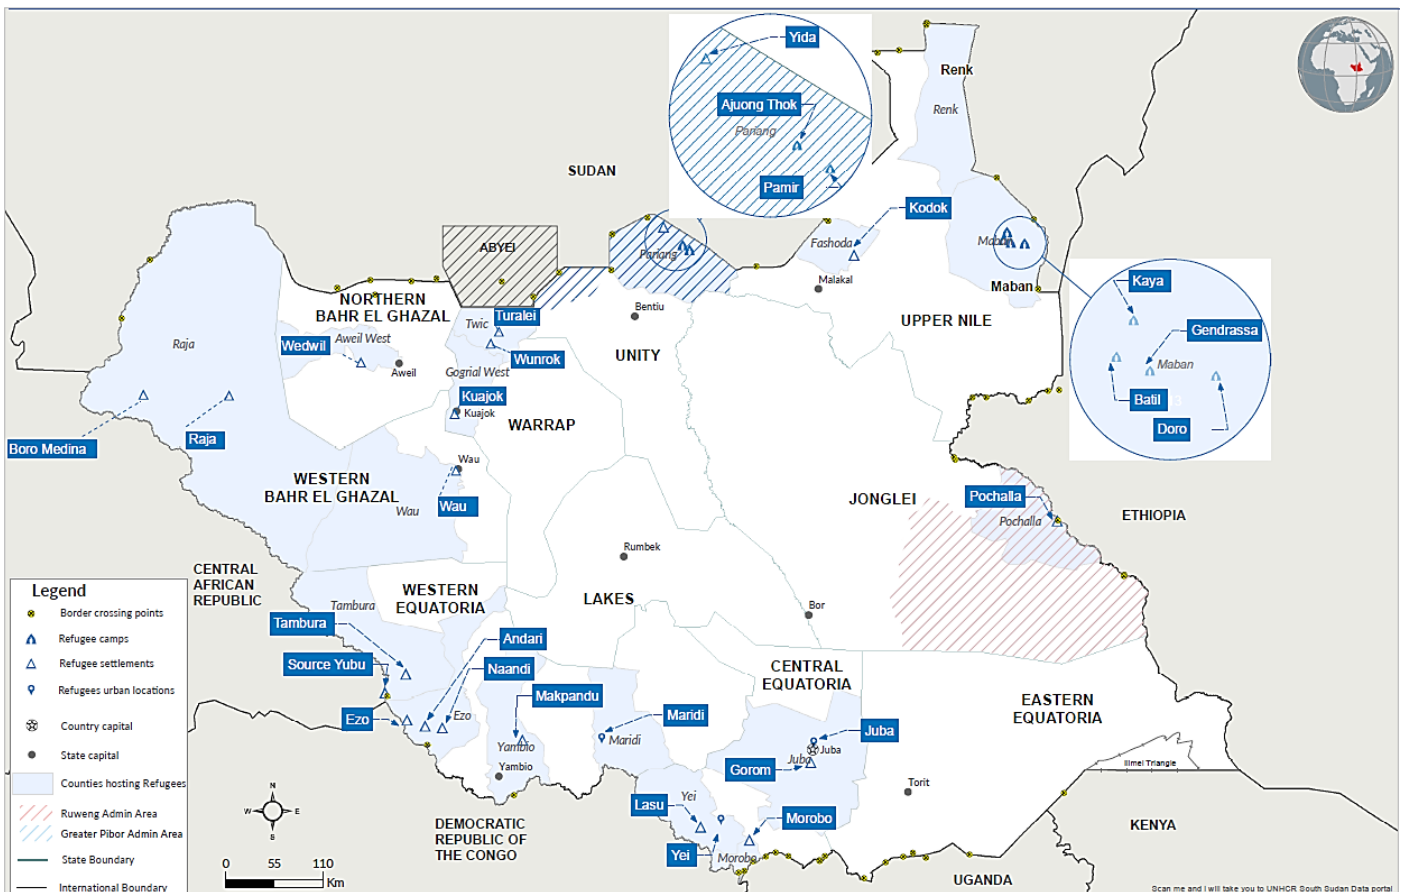 Yida
Renk
Renk
Ajuong Thok
Pariang
SUDAN
Pamir
Kodok
Fashoda
Maban
ABYEI
Pariang
Kaya
Malakal
Maban
NORTHERN
BAHR EL GHAZAL
Twic
Turalei
Bentiu
UPPER NILE
Gendrassa
Raja
Aweil West
Wedwil
Wunrok
UNITY
Maban
Aweil
Gogrial West
Kuajok
Kuajok
Batil
WARRAP
Doro
Boro Medina
Raja
Wau
WESTERN
BAHR EL GHAZAL
JONGLEI
Pochalla
Wau
Wau
Pochalla
ETHIOPIA
Rumbek
CENTRAL
AFRICAN
REPUBLIC
WESTERN
EQUATORIA
LAKES
Tambura
Bor
Tambura
Andari
Source Yubu
Naandi
CENTRAL
EQUATORIA
Makpandu
EASTERN
EQUATORIA
Ezo
Ezo
Maridi
Juba
Yambio
Maridi
Juba
Juba
Yambio
Gorom
Ilimei Triangle
Torit
Yei
Lasu
Morobo
DEMOCRATIC
REPUBLIC OF
THE CONGO
KENYA
Yei
Morobo
UGANDA
Legend
Border crossing points
Refugee camps
Refugee settlements
Refugees urban locations
Country capital
State capital
Counties hosting Refugees
Ruweng Admin Area
Greater Pibor Admin Area
State Boundary
International Boundary
N
W
E
S
0 55 110
Km
Scan me and I will take you to UNHCR South Sudan Data portal